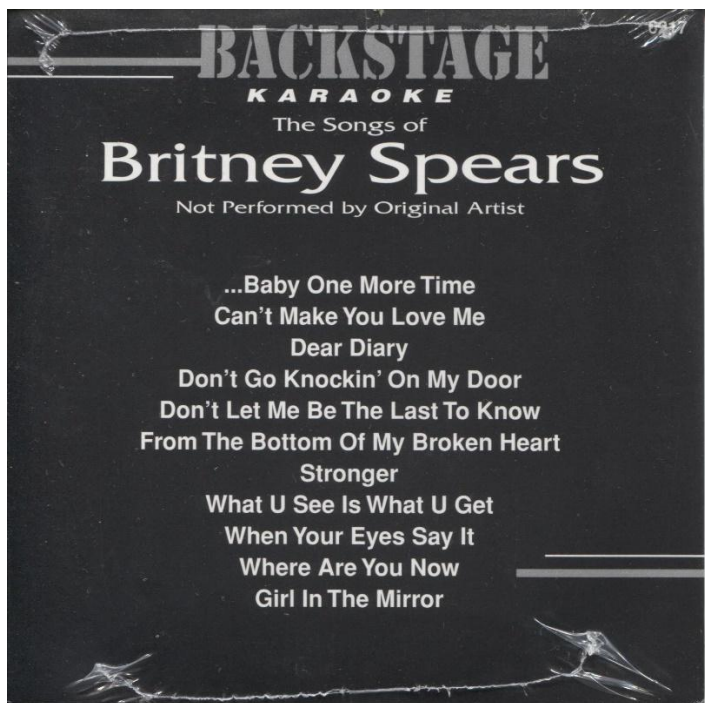 6917
BACKSTAGE
KARAOKE
The Songs of
Britney Spears
Not Performed by Original Artist
...Baby One More Time
Can't Make You Love Me
Dear Diary
Don't Go Knockin' On My Door
Don't Let Me Be The Last To Know
From The Bottom Of My Broken Heart
Stronger
What U See Is What U Get
When Your Eyes Say It
Where Are You Now
Girl In The Mirror